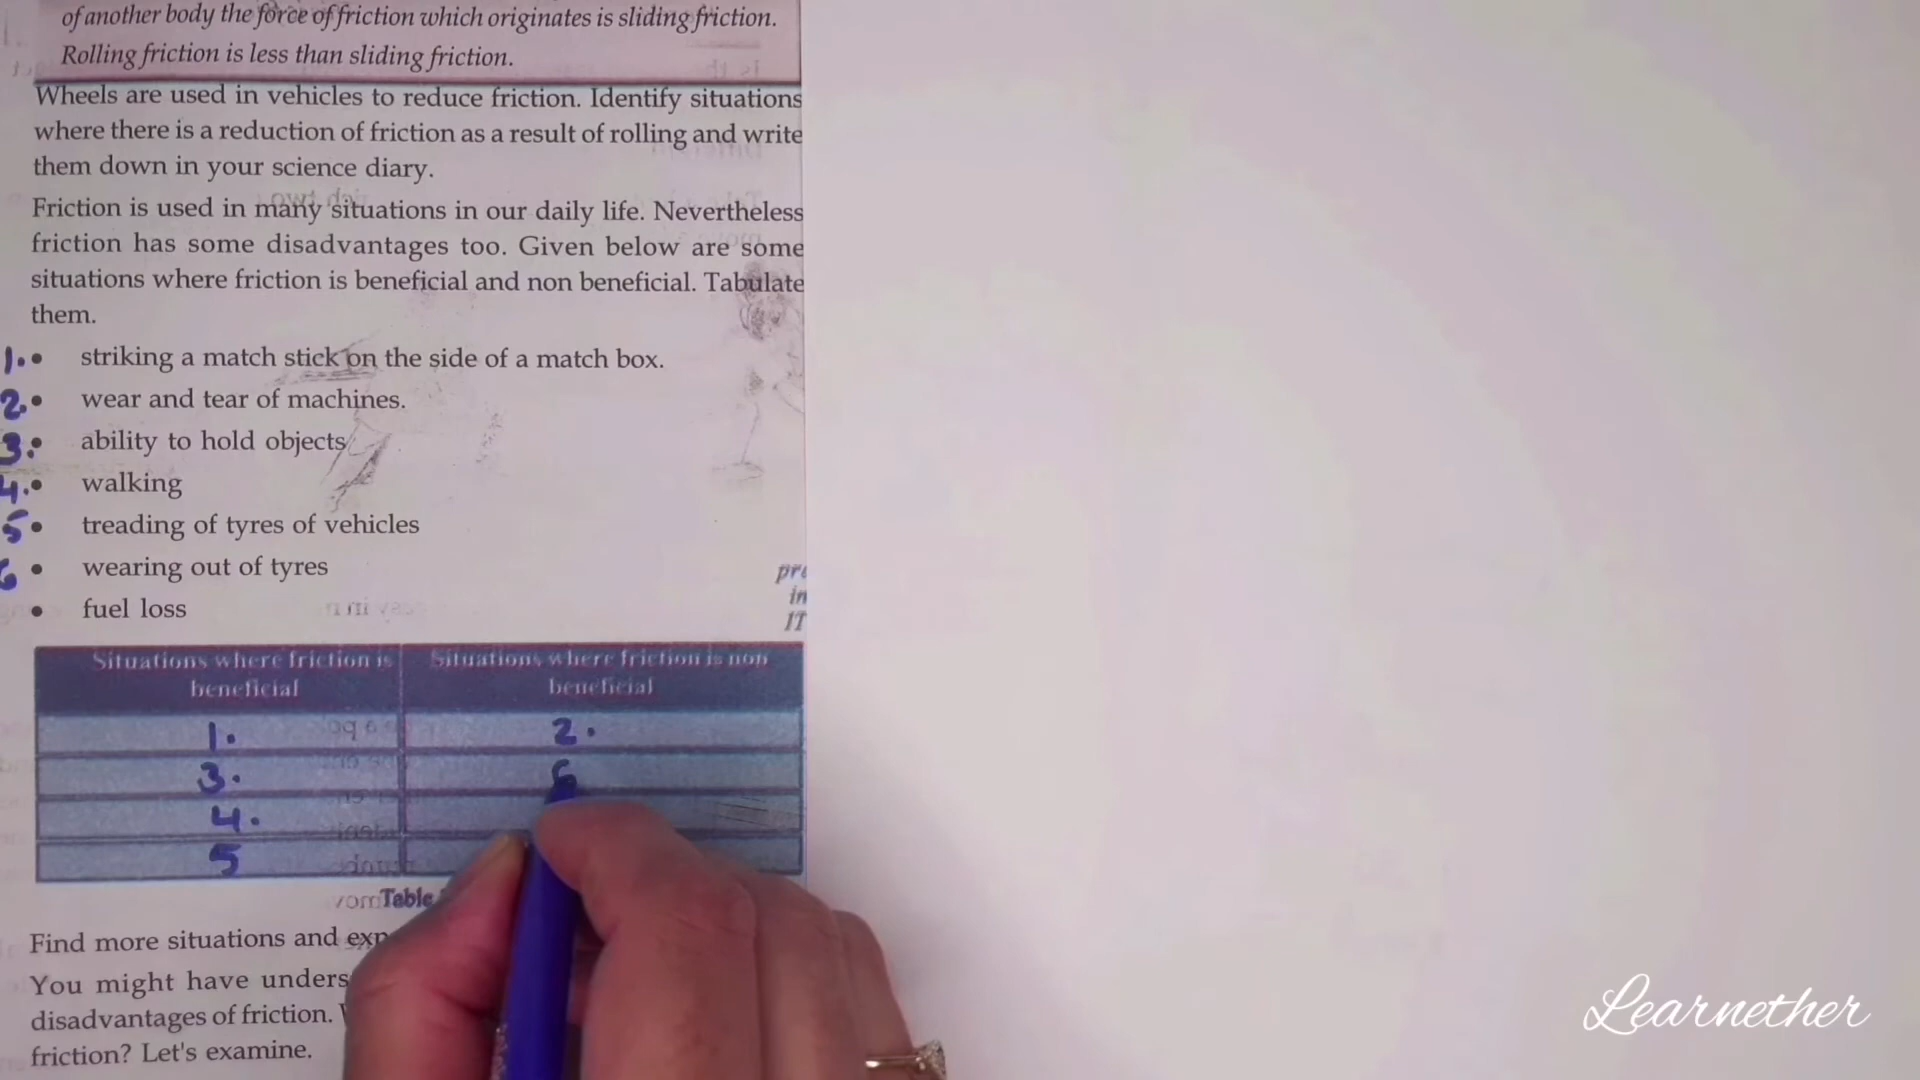 of another body the force of friction which originates is sliding friction.
Rolling friction is less than sliding friction.
Wheels are used in vehicles to reduce friction. Identify situations
where there is a reduction of friction as a result of rolling and write
them down in your science diary.
Friction is used in many situations in our daily life. Nevertheless
friction has some disadvantages too. Given below are some
situations where friction is beneficial and non beneficial. Tabulate
them.
1. • striking a match stick on the side of a match box.
2. • wear and tear of machines.
3. • ability to hold objects
4. • walking
5 • treading of tyres of vehicles
6 • wearing out of tyres
• fuel loss
in
IT
Situations where friction is
beneficial
Situations where friction is non
beneficial
1. 2.
3. 6
4.
5
Table
Find more situations and
You might have
disadvantages of friction.
friction? Let's examine.
Learnether